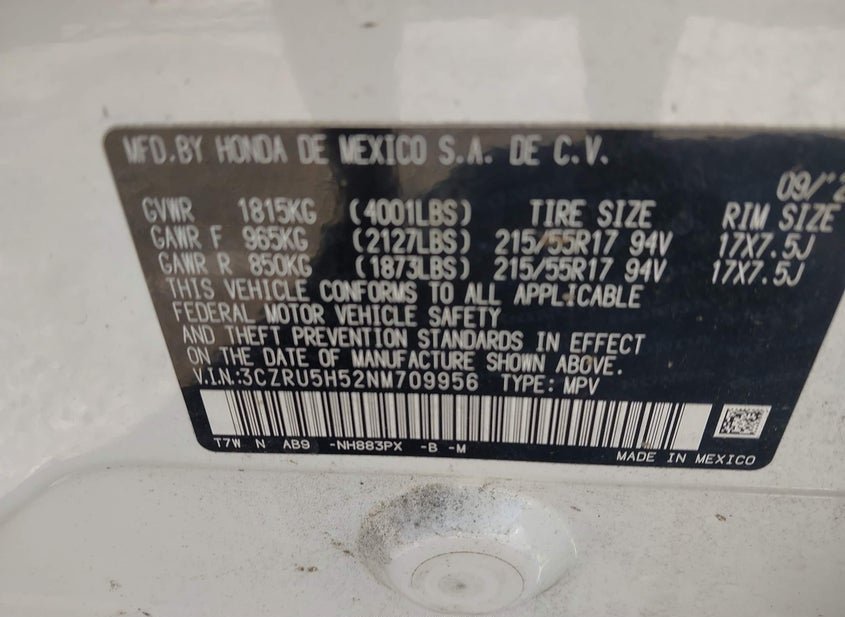 MFD.BY HONDA DE MEXICO S.A. DE C.V.
GVWR 1815KG (4001LBS) TIRE SIZE RIM SIZE
GAWR F 965KG (2127LBS) 215/55R17 94V 17X7.5J
GAWR R 850KG (1873LBS) 215/55R17 94V 17X7.5J
THIS VEHICLE CONFORMS TO ALL APPLICABLE
FEDERAL MOTOR VEHICLE SAFETY
AND THEFT PREVENTION STANDARDS IN EFFECT
ON THE DATE OF MANUFACTURE SHOWN ABOVE.
V.I.N.:3CZRU5H52NM709956 TYPE: MPV
T7W N AB9 -NH883PX -B -M
MADE IN MEXICO